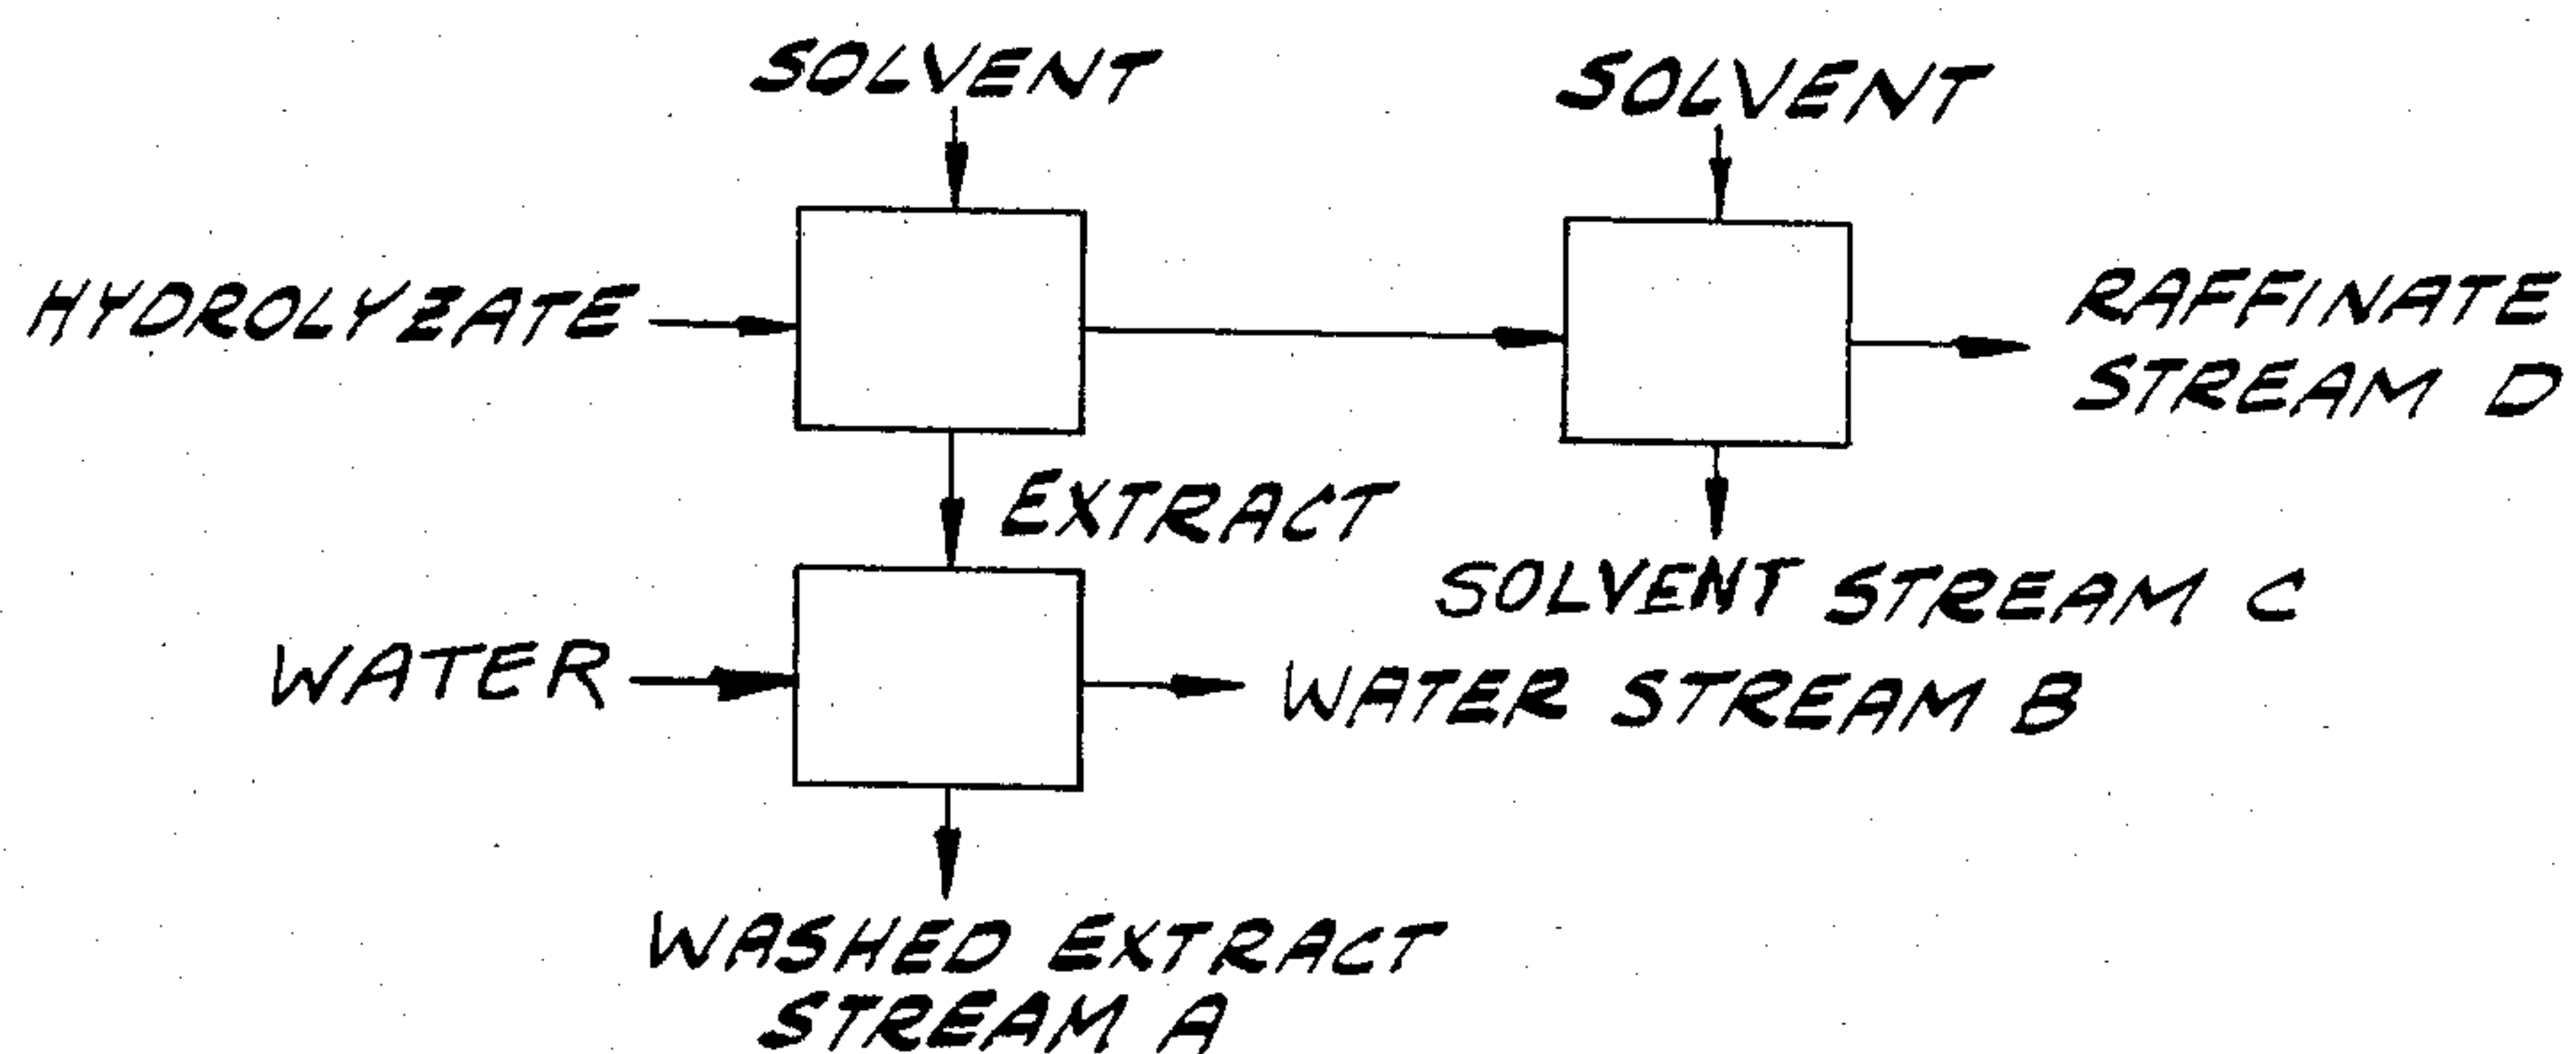 SOLVENT
SOLVENT
HYDROLYZATE
RAFFINATE
STREAM D
EXTRACT
SOLVENT STREAM C
WATER
WATER STREAM B
WASHED EXTRACT
STREAM A